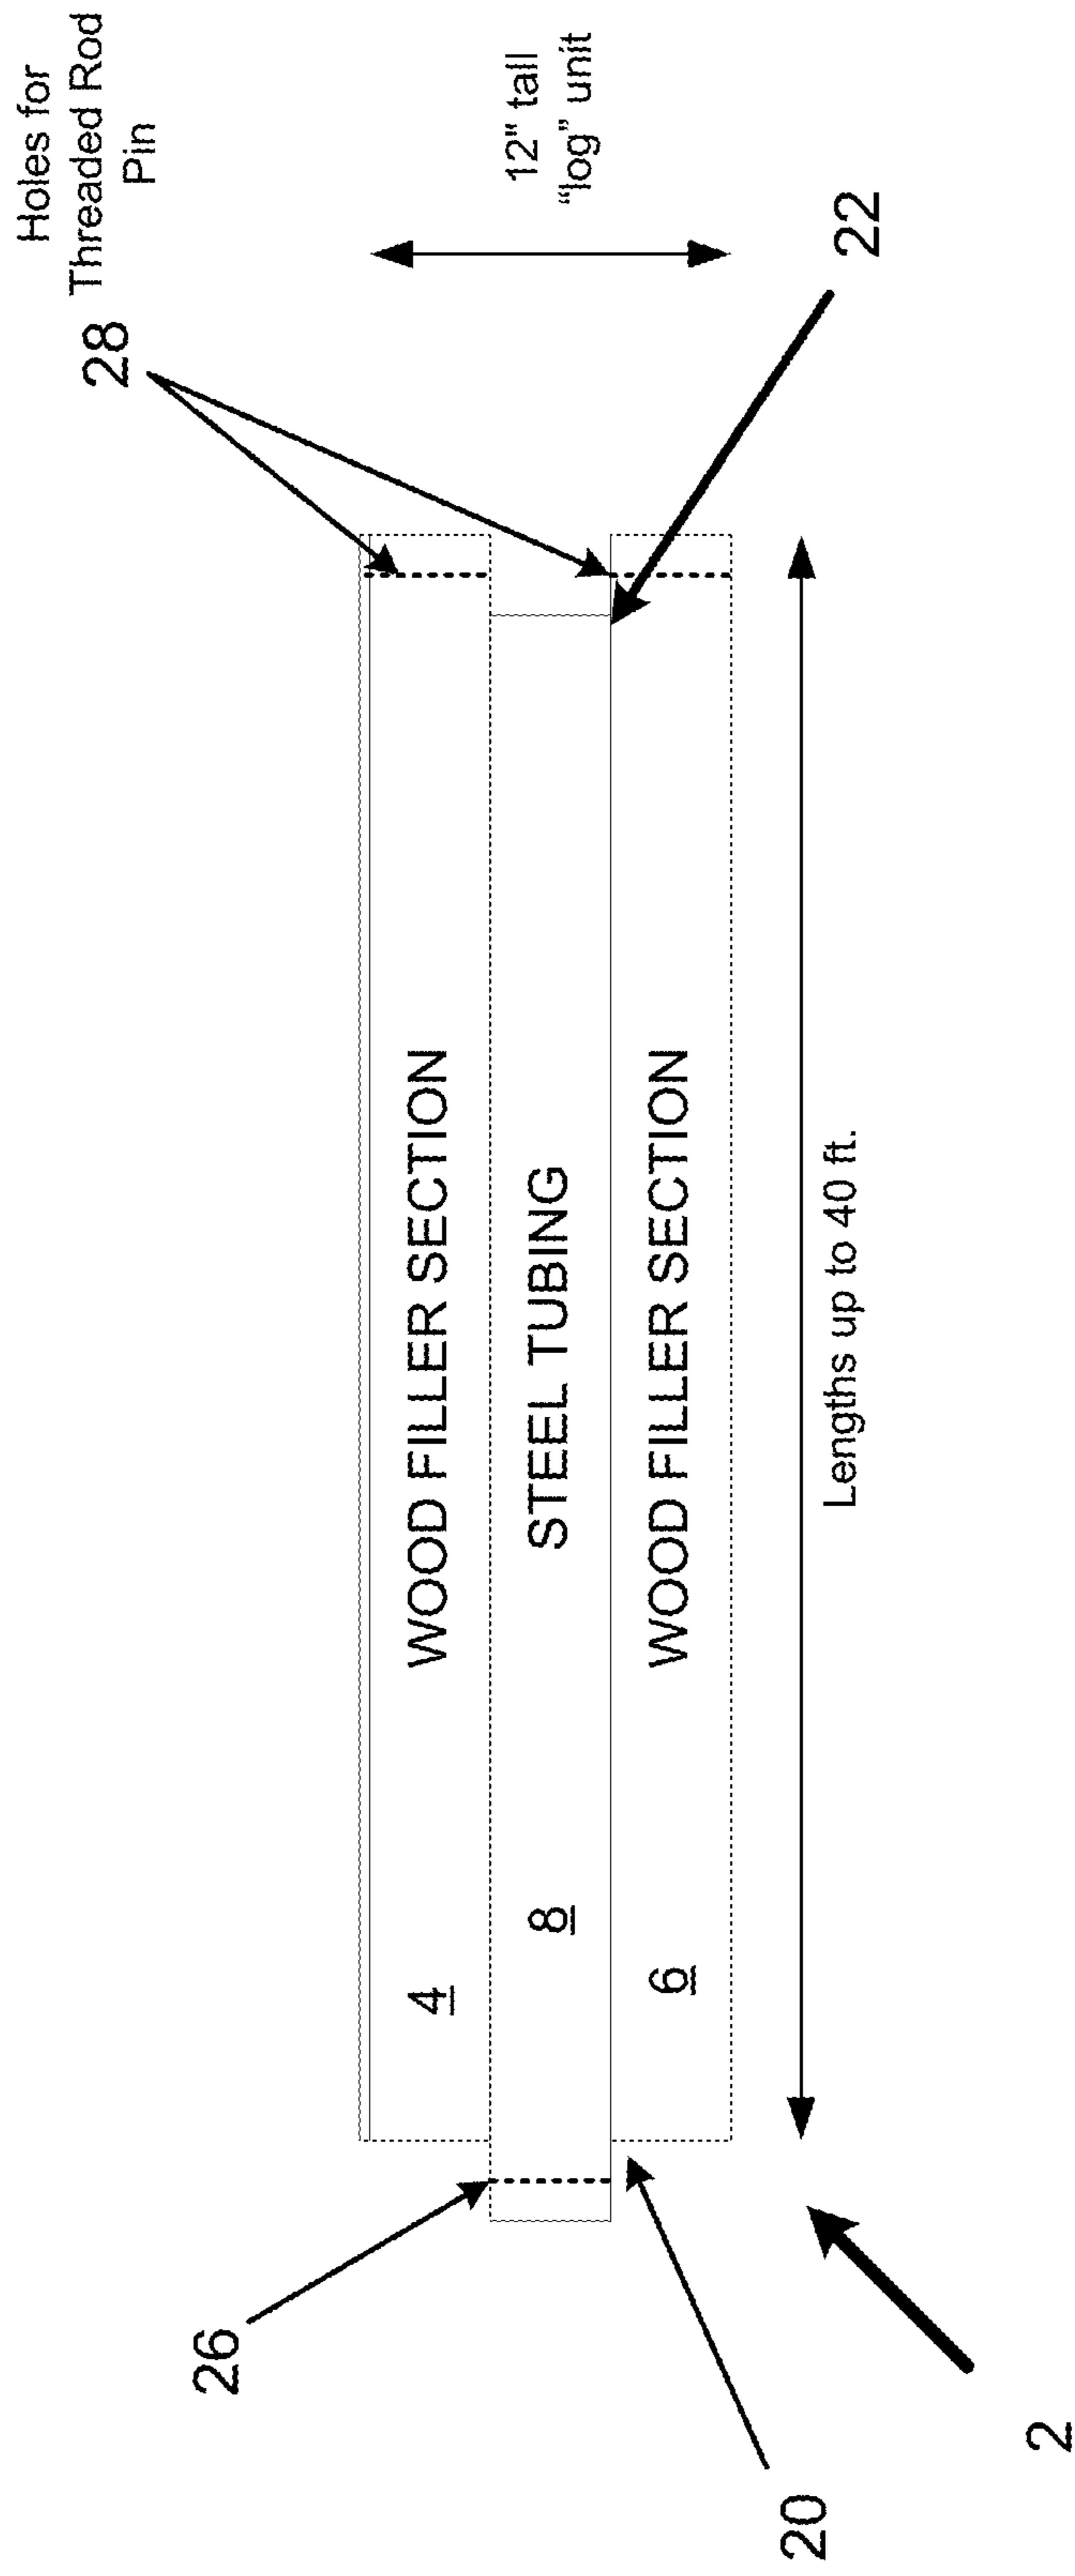 Holes for
Threaded Rod
Pin
28
12" tall
“log” unit
22
WOOD FILLER SECTION
4
STEEL TUBING
8
WOOD FILLER SECTION
6
Lengths up to 40 ft.
26
20
2